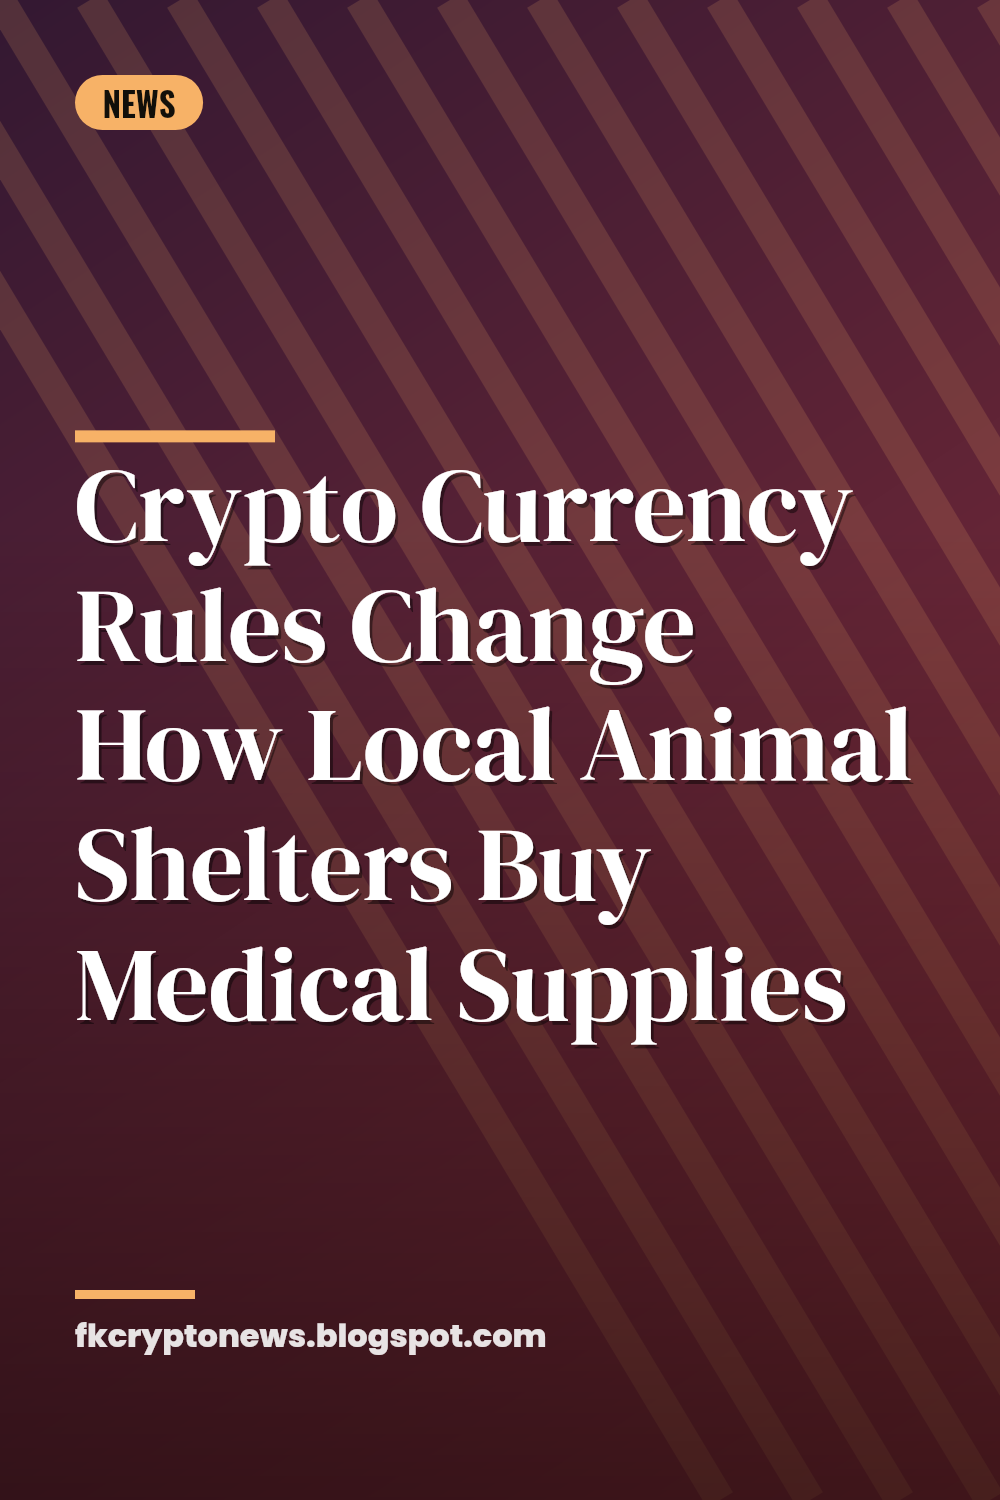 NEWS
Crypto Currency
Rules Change
How Local Animal
Shelters Buy
Medical Supplies
fkcryptonews.blogspot.com